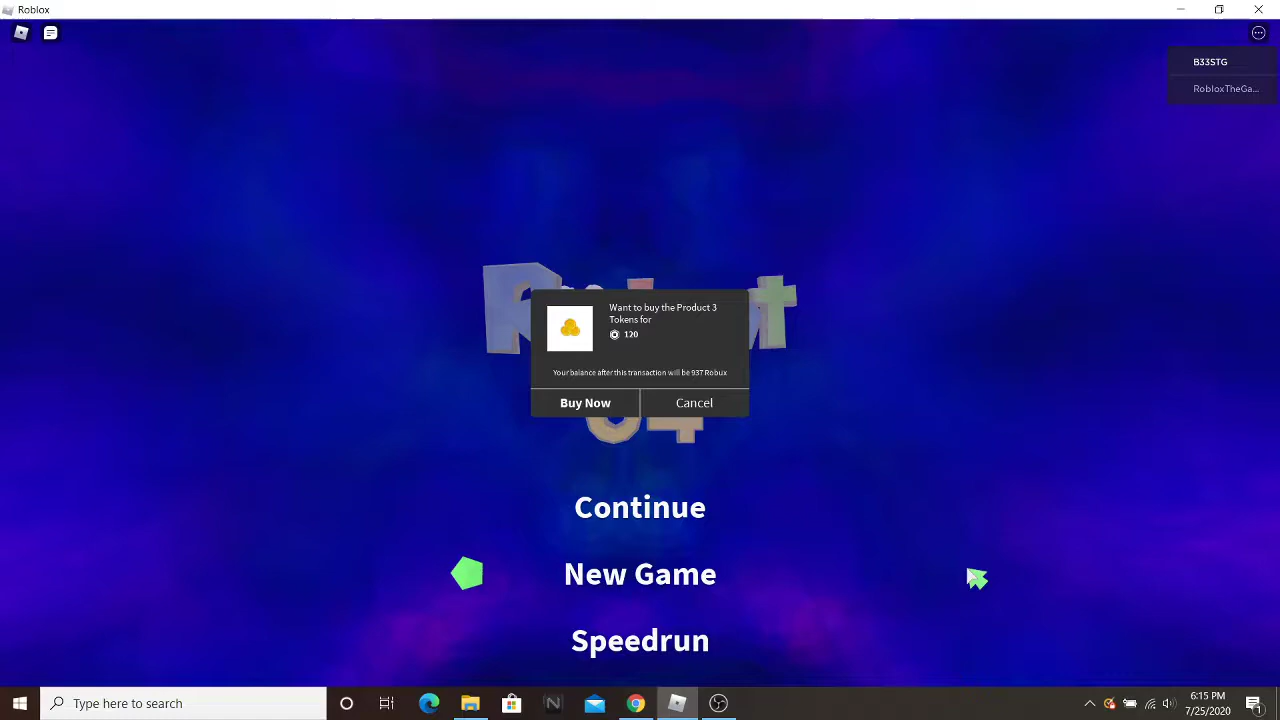 Roblox
B33STG
RobloxTheGa...
Want to buy the Product 3
Tokens for
120
Your balance after this transaction will be 937 Robux
Buy Now
Cancel
64
Continue
New Game
Speedrun
Type here to search
6:15 PM
7/25/2020
1